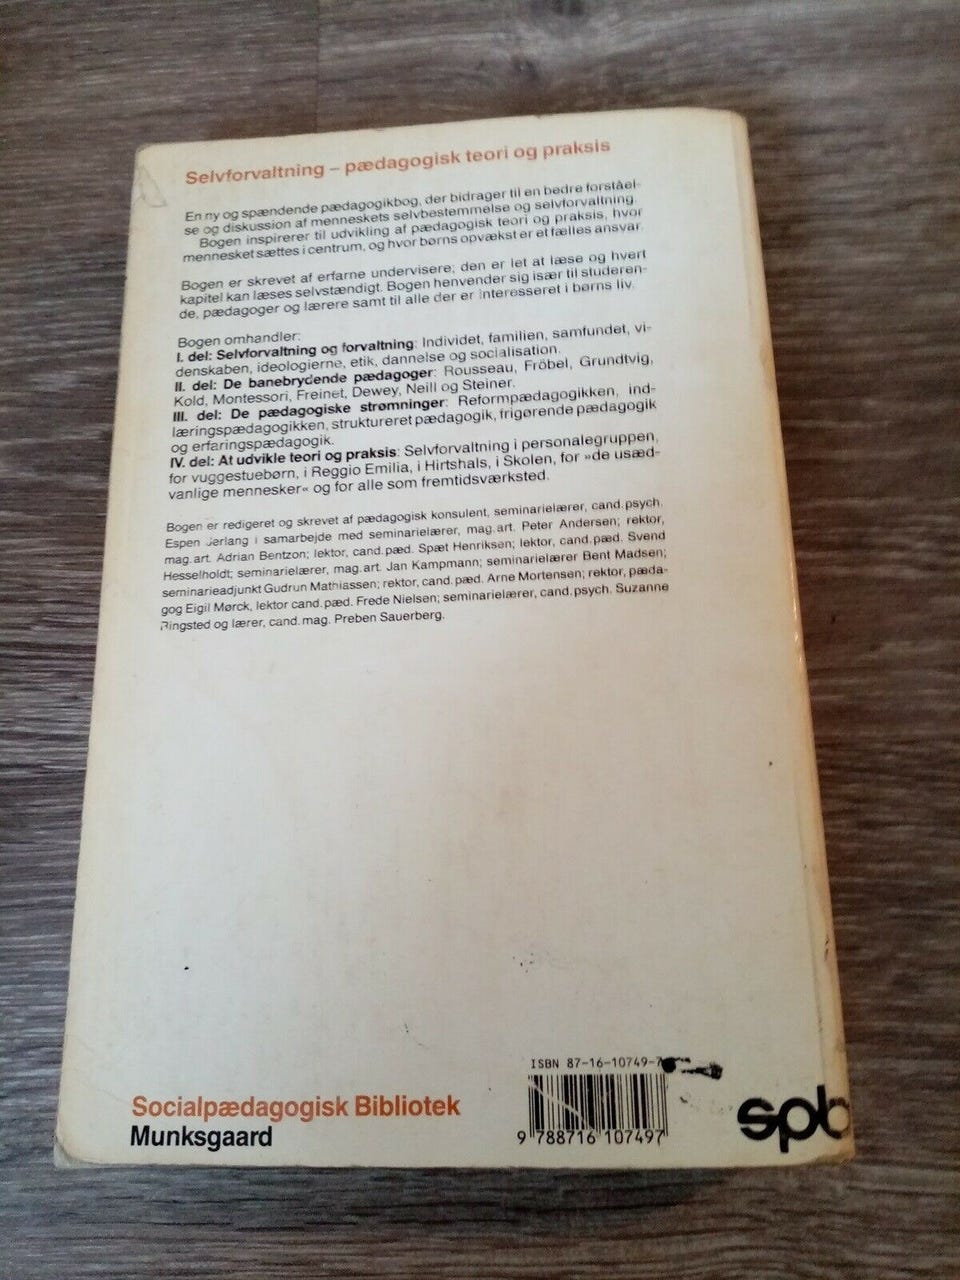 Selvforvaltning – pædagogisk teori og praksis
En ny og spændende pædagogikbog, der bidrager til en bedre forståel-
se og diskussion af menneskets selvbestemmelse og selvforvaltning.
Bogen inspirerer til udvikling af pædagogisk teori og praksis, hvor
mennesket sættes i centrum, og hvor børns opvækst er et fælles ansvar.
Bogen er skrevet af erfarne undervisere; den er let at læse og hvert
kapitel kan læses selvstændigt. Bogen henvender sig især til studeren-
de, pædagoger og lærere samt til alle der er interesseret i børns liv.
Bogen omhandler:
I. del: Selvforvaltning og forvaltning: Individet, familien, samfundet, vi-
denskaben, ideologierne, etik, dannelse og socialisation.
II. del: De banebrydende pædagoger: Rousseau, Fröbel, Grundtvig,
Kold, Montessori, Freinet, Dewey, Neill og Steiner.
III. del: De pædagogiske strømninger: Reformpædagogikken, ind-
læringspædagogikken, struktureret pædagogik, frigørende pædagogik
og erfaringspædagogik.
IV. del: At udvikle teori og praksis: Selvforvaltning i personalegruppen,
for vuggestuebørn, i Reggio Emilia, i Hirtshals, i Skolen, for »de usæd-
vanlige mennesker« og for alle som fremtidsværksted.
Bogen er redigeret og skrevet af pædagogisk konsulent, seminarielærer, cand.psych.
Espen Jerlang i samarbejde med seminarielærer, mag.art. Peter Andersen; rektor,
mag.art. Adrian Bentzon; lektor, cand.pæd. Spæt Henriksen; lektor, cand.pæd. Svend
Hesselholdt; seminarielærer, mag.art. Jan Kampmann; seminarielærer Bent Madsen;
seminarieadjunkt Gudrun Mathiassen; rektor, cand.pæd. Arne Mortensen; rektor, pæda-
gog Eigil Mørck, lektor cand.pæd. Frede Nielsen; seminarielærer, cand.psych. Suzanne
Ringsted og lærer, cand.mag. Preben Sauerberg.
ISBN 87-16-10749-7
9 788716 107497
Socialpædagogisk Bibliotek
Munksgaard
spb